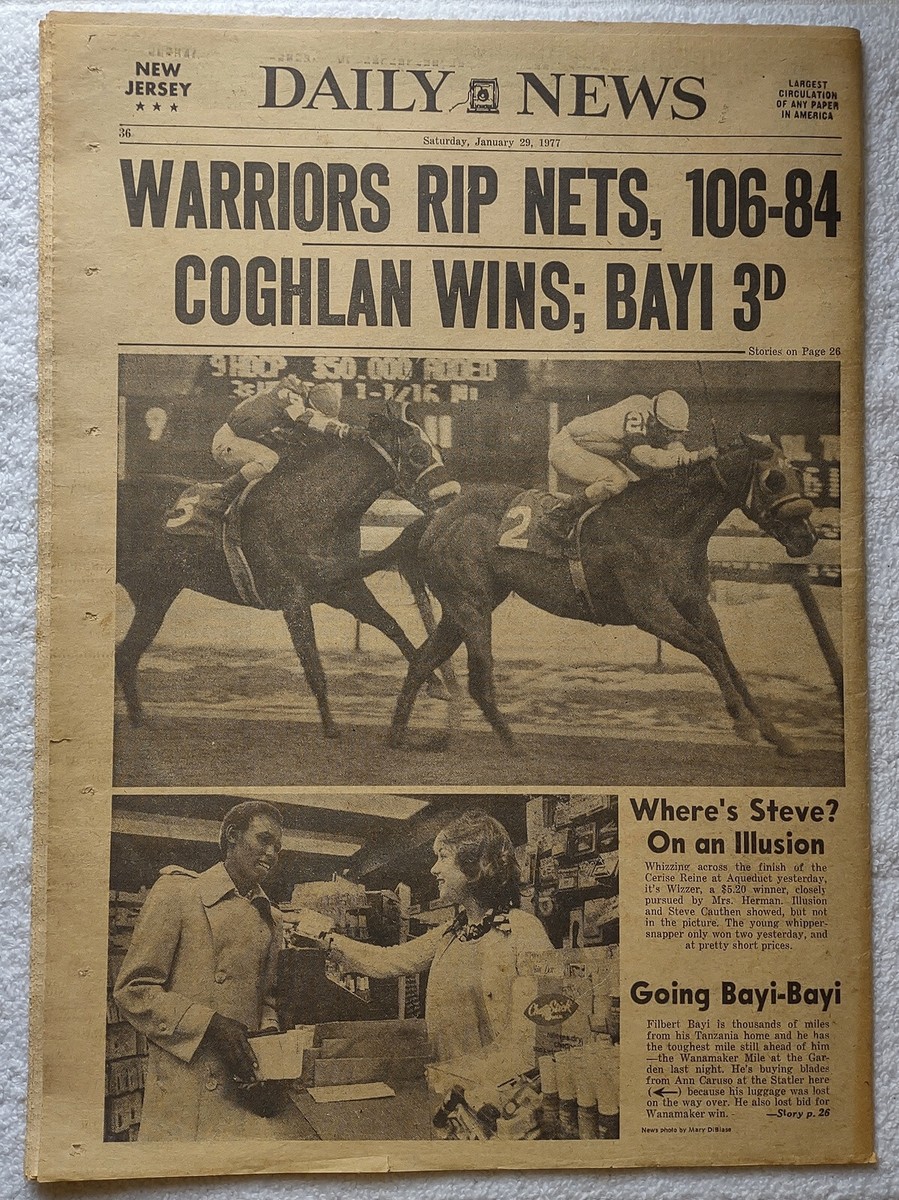 NEW
JERSEY
★ ★ ★
DAILY NEWS
LARGEST
CIRCULATION
OF ANY PAPER
IN AMERICA
36
Saturday, January 29, 1977
WARRIORS RIP NETS, 106-84
COGHLAN WINS; BAYI 3D
Stories on Page 26
9 HDCP $50,000 ADDED
1-1/16 MI
9
5
2
2
Where's Steve?
On an Illusion
Whizzing across the finish of the
Cerise Reine at Aqueduct yesterday,
it's Wizzer, a $5.20 winner, closely
pursued by Mrs. Herman. Illusion
and Steve Cauthen showed, but not
in the picture. The young whipper-
snapper only won two yesterday, and
at pretty short prices.
Going Bayi-Bayi
Filbert Bayi is thousands of miles
from his Tanzania home and he has
the toughest mile still ahead of him
—the Wanamaker Mile at the Gar-
den last night. He's buying blades
from Ann Caruso at the Statler here
(←) because his luggage was lost
on the way over. He also lost bid for
Wanamaker win. —Story p. 26
News photo by Mary DiBiase
ChapStick